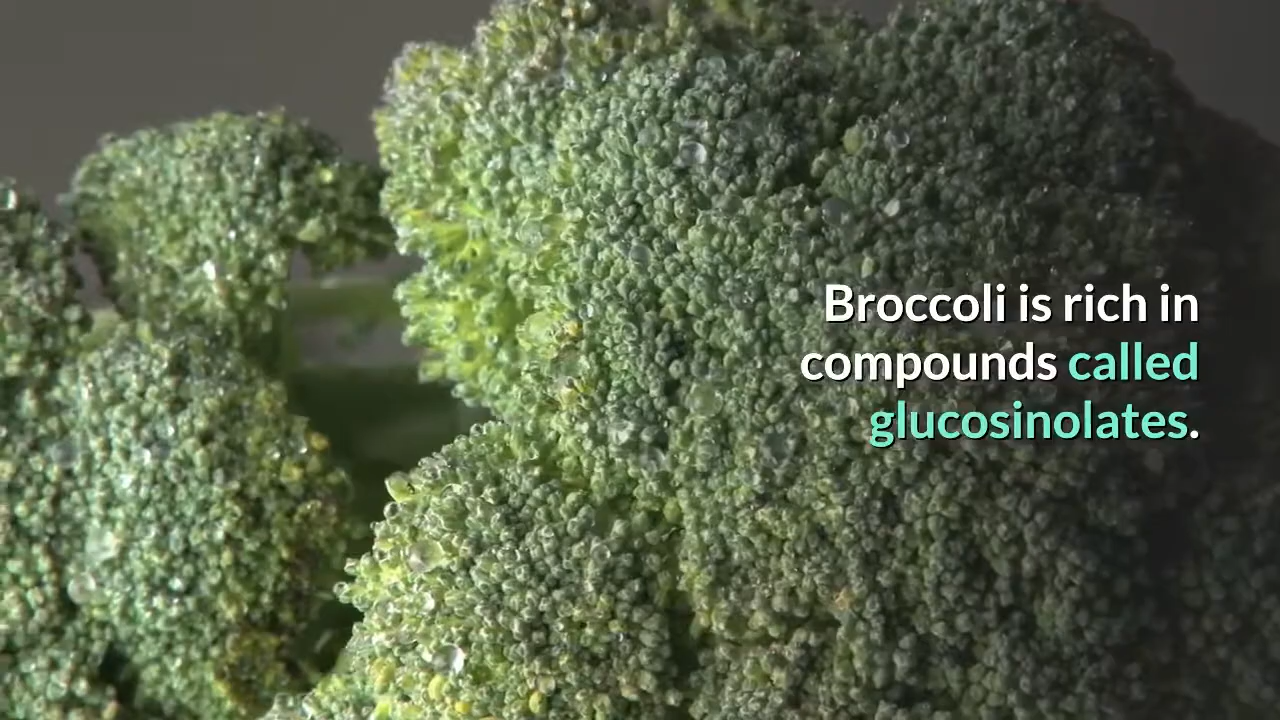 Broccoli is rich in
compounds called
glucosinolates.